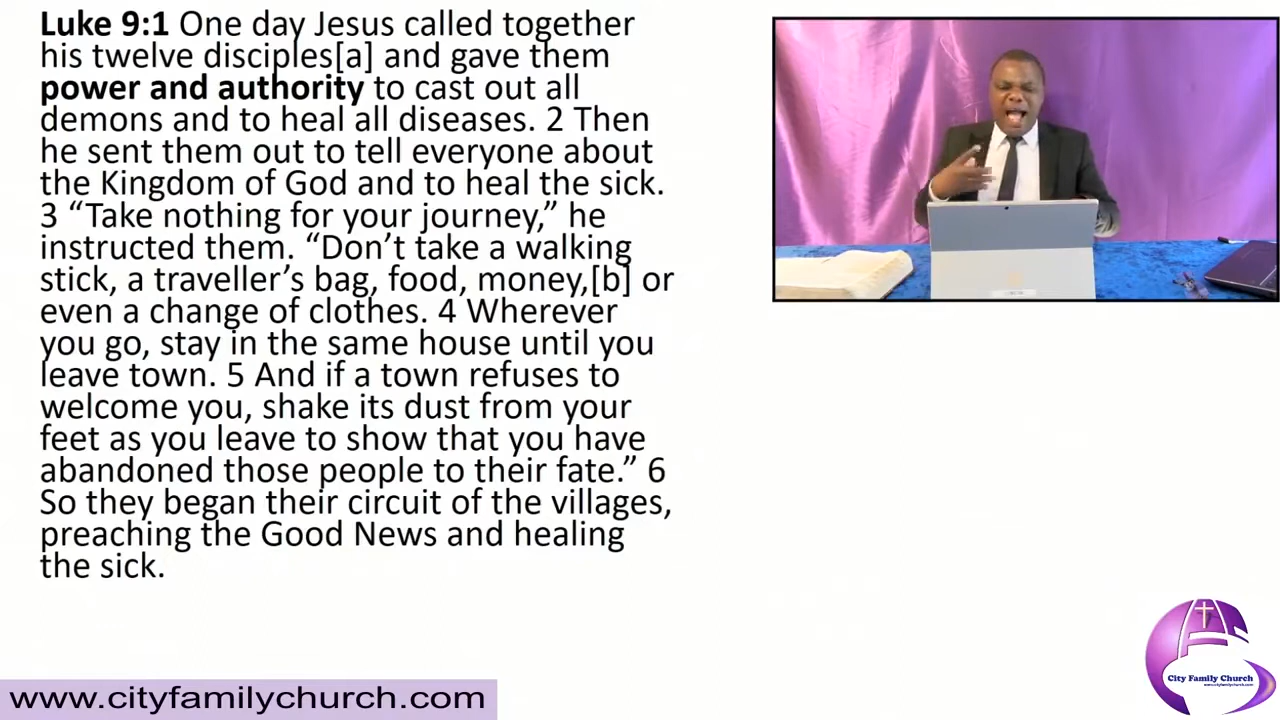 Luke 9:1 One day Jesus called together
his twelve disciples[a] and gave them
power and authority to cast out all
demons and to heal all diseases. 2 Then
he sent them out to tell everyone about
the Kingdom of God and to heal the sick.
3 “Take nothing for your journey,” he
instructed them. “Don’t take a walking
stick, a traveller’s bag, food, money,[b] or
even a change of clothes. 4 Wherever
you go, stay in the same house until you
leave town. 5 And if a town refuses to
welcome you, shake its dust from your
feet as you leave to show that you have
abandoned those people to their fate.” 6
So they began their circuit of the villages,
preaching the Good News and healing
the sick.
City Family Church
www.cityfamilychurch.com
www.cityfamilychurch.com